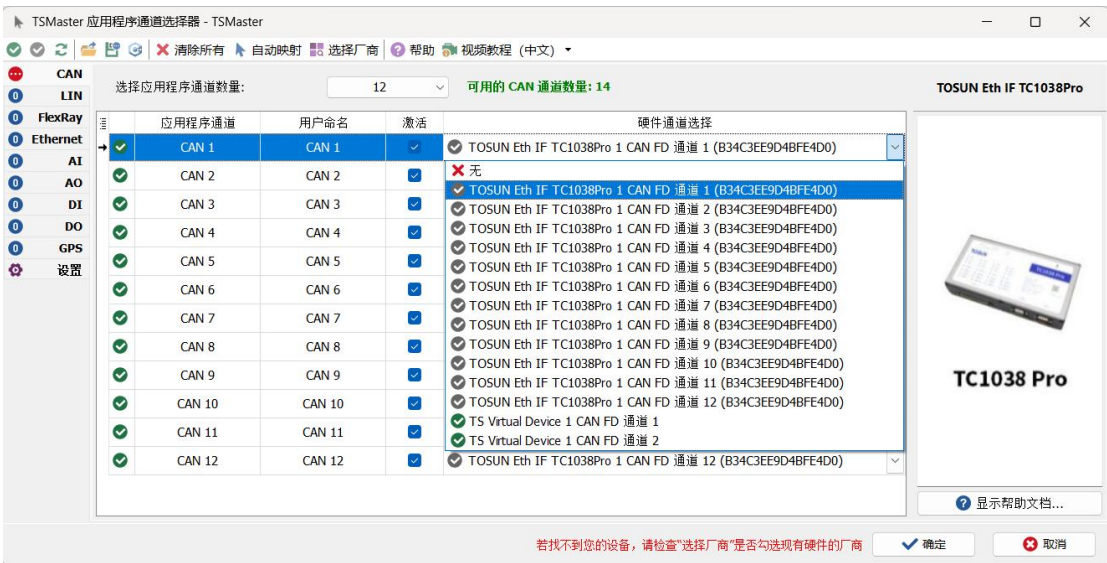 TSMaster 应用程序通道选择器 - TSMaster
清除所有 自动映射 选择厂商 帮助 视频教程 (中文)
CAN
0 LIN
0 FlexRay
0 Ethernet
0 AI
0 AO
0 DI
0 DO
0 GPS
设置
选择应用程序通道数量: 12 可用的 CAN 通道数量: 14
应用程序通道 用户命名 激活 硬件通道选择
CAN 1 CAN 1 TOSUN Eth IF TC1038Pro 1 CAN FD 通道 1 (B34C3EE9D4BFE4D0)
CAN 2 CAN 2
CAN 3 CAN 3
CAN 4 CAN 4
CAN 5 CAN 5
CAN 6 CAN 6
CAN 7 CAN 7
CAN 8 CAN 8
CAN 9 CAN 9
CAN 10 CAN 10
CAN 11 CAN 11
CAN 12 CAN 12 TOSUN Eth IF TC1038Pro 1 CAN FD 通道 12 (B34C3EE9D4BFE4D0)
无
TOSUN Eth IF TC1038Pro 1 CAN FD 通道 1 (B34C3EE9D4BFE4D0)
TOSUN Eth IF TC1038Pro 1 CAN FD 通道 2 (B34C3EE9D4BFE4D0)
TOSUN Eth IF TC1038Pro 1 CAN FD 通道 3 (B34C3EE9D4BFE4D0)
TOSUN Eth IF TC1038Pro 1 CAN FD 通道 4 (B34C3EE9D4BFE4D0)
TOSUN Eth IF TC1038Pro 1 CAN FD 通道 5 (B34C3EE9D4BFE4D0)
TOSUN Eth IF TC1038Pro 1 CAN FD 通道 6 (B34C3EE9D4BFE4D0)
TOSUN Eth IF TC1038Pro 1 CAN FD 通道 7 (B34C3EE9D4BFE4D0)
TOSUN Eth IF TC1038Pro 1 CAN FD 通道 8 (B34C3EE9D4BFE4D0)
TOSUN Eth IF TC1038Pro 1 CAN FD 通道 9 (B34C3EE9D4BFE4D0)
TOSUN Eth IF TC1038Pro 1 CAN FD 通道 10 (B34C3EE9D4BFE4D0)
TOSUN Eth IF TC1038Pro 1 CAN FD 通道 11 (B34C3EE9D4BFE4D0)
TOSUN Eth IF TC1038Pro 1 CAN FD 通道 12 (B34C3EE9D4BFE4D0)
TS Virtual Device 1 CAN FD 通道 1
TS Virtual Device 1 CAN FD 通道 2
TOSUN Eth IF TC1038Pro
TC1038 Pro
显示帮助文档...
若找不到您的设备，请检查"选择厂商"是否勾选现有硬件的厂商
确定
取消